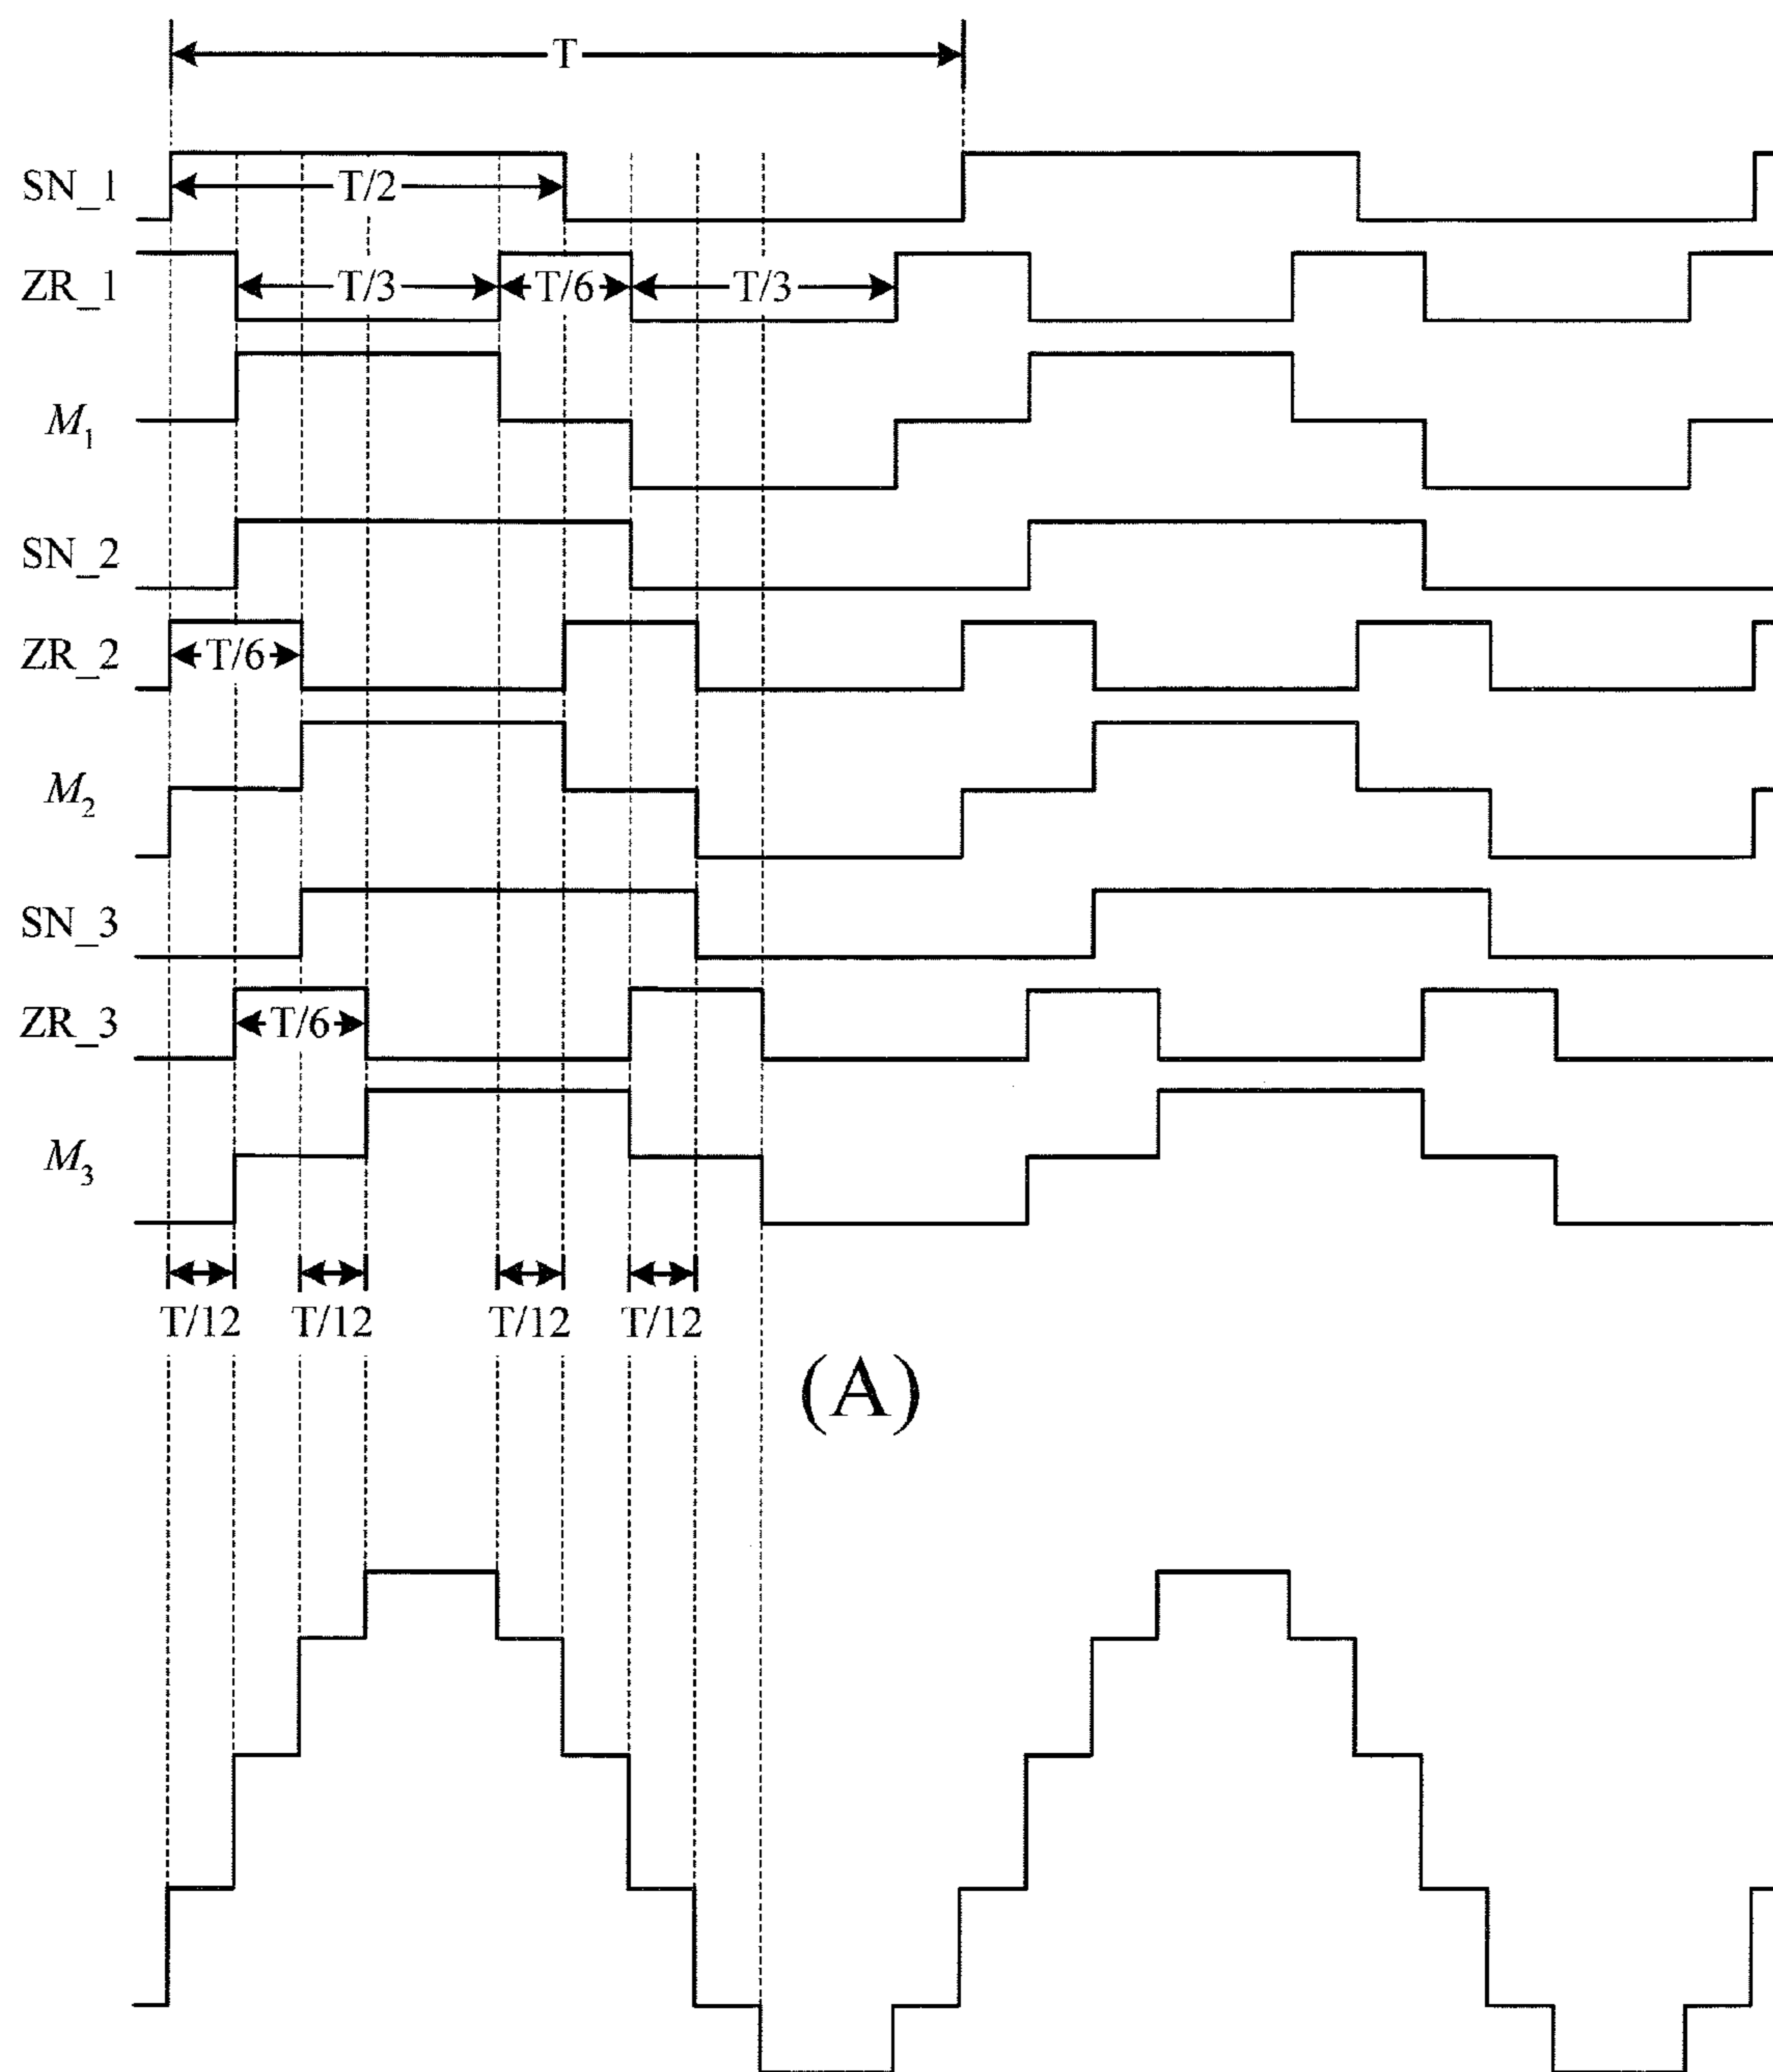 T
SN_1
T/2
ZR_1
T/3
T/6
T/3
M1
SN_2
ZR_2
T/6
M2
SN_3
ZR_3
T/6
M3
T/12 T/12 T/12 T/12
(A)